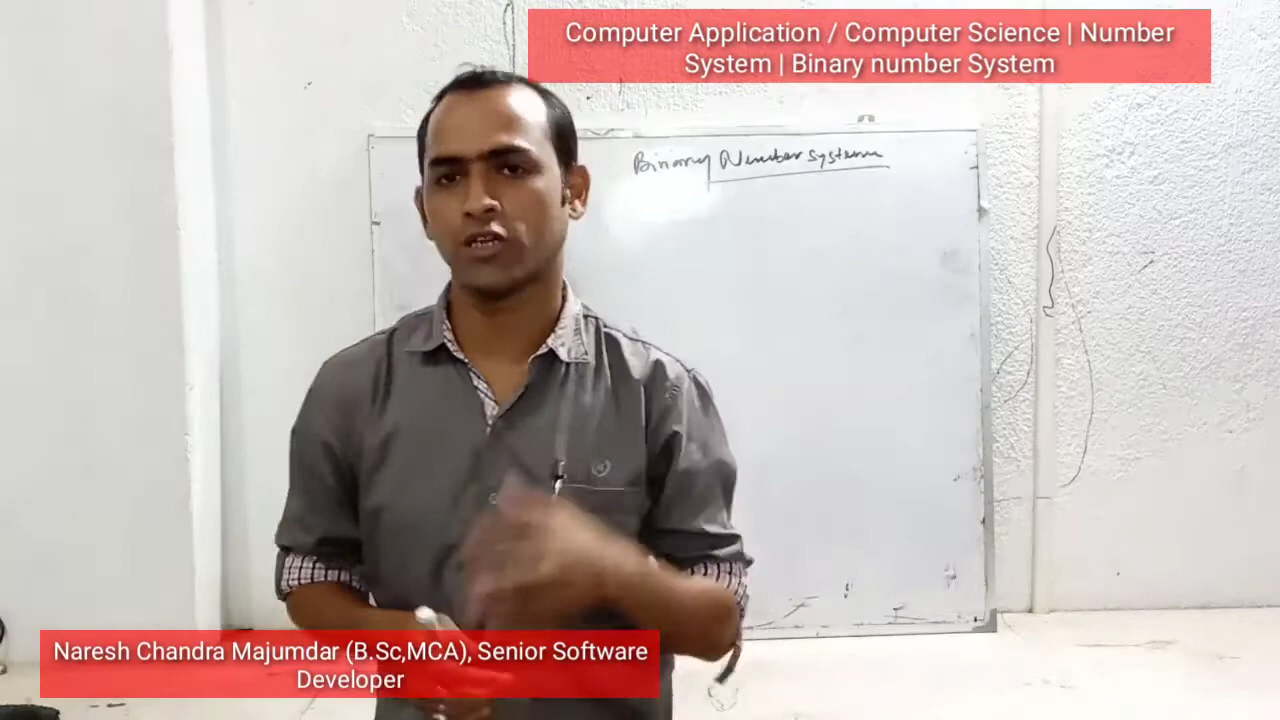 Computer Application / Computer Science | Number
System | Binary number System
Binary Number System
Naresh Chandra Majumdar (B.Sc,MCA), Senior Software
Developer